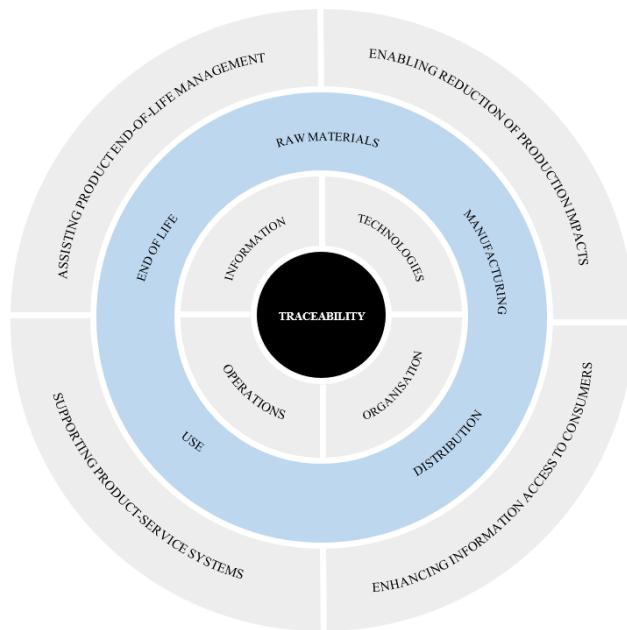 ASSISTING PRODUCT END-OF-LIFE MANAGEMENT
ENABLING REDUCTION OF PRODUCTION IMPACTS
RAW MATERIALS
END OF LIFE
MANUFACTURING
INFORMATION
TECHNOLOGIES
TRACEABILITY
OPERATIONS
ORGANISATION
USE
DISTRIBUTION
SUPPORTING PRODUCT-SERVICE SYSTEMS
ENHANCING INFORMATION ACCESS TO CONSUMERS